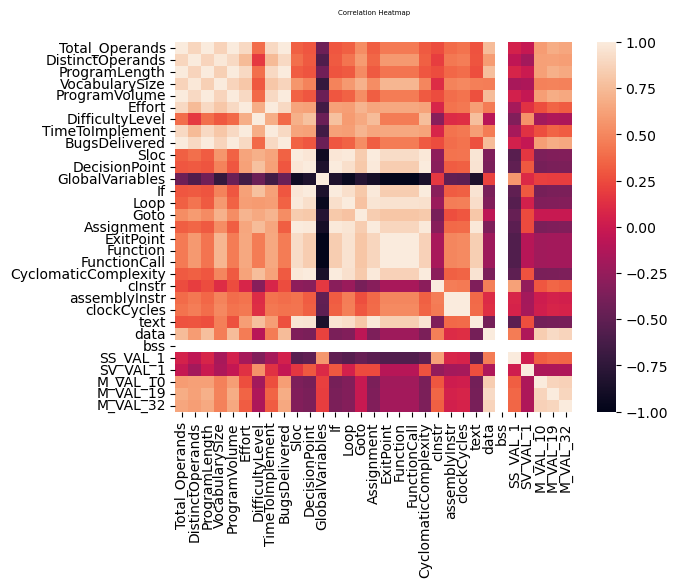 Correlation Heatmap
Total_Operands
DistinctOperands
ProgramLength
VocabularySize
ProgramVolume
Effort
DifficultyLevel
TimeToImplement
BugsDelivered
Sloc
DecisionPoint
GlobalVariables
If
Loop
Goto
Assignment
ExitPoint
Function
FunctionCall
CyclomaticComplexity
cInstr
assemblyInstr
clockCycles
text
data
bss
SS_VAL_1
SV_VAL_1
M_VAL_10
M_VAL_19
M_VAL_32
Total_Operands
DistinctOperands
ProgramLength
VocabularySize
ProgramVolume
Effort
DifficultyLevel
TimeToImplement
BugsDelivered
Sloc
DecisionPoint
GlobalVariables
If
Loop
Goto
Assignment
ExitPoint
Function
FunctionCall
CyclomaticComplexity
cInstr
assemblyInstr
clockCycles
text
data
bss
SS_VAL_1
SV_VAL_1
M_VAL_10
M_VAL_19
M_VAL_32
1.00
0.75
0.50
0.25
0.00
−0.25
−0.50
−0.75
−1.00